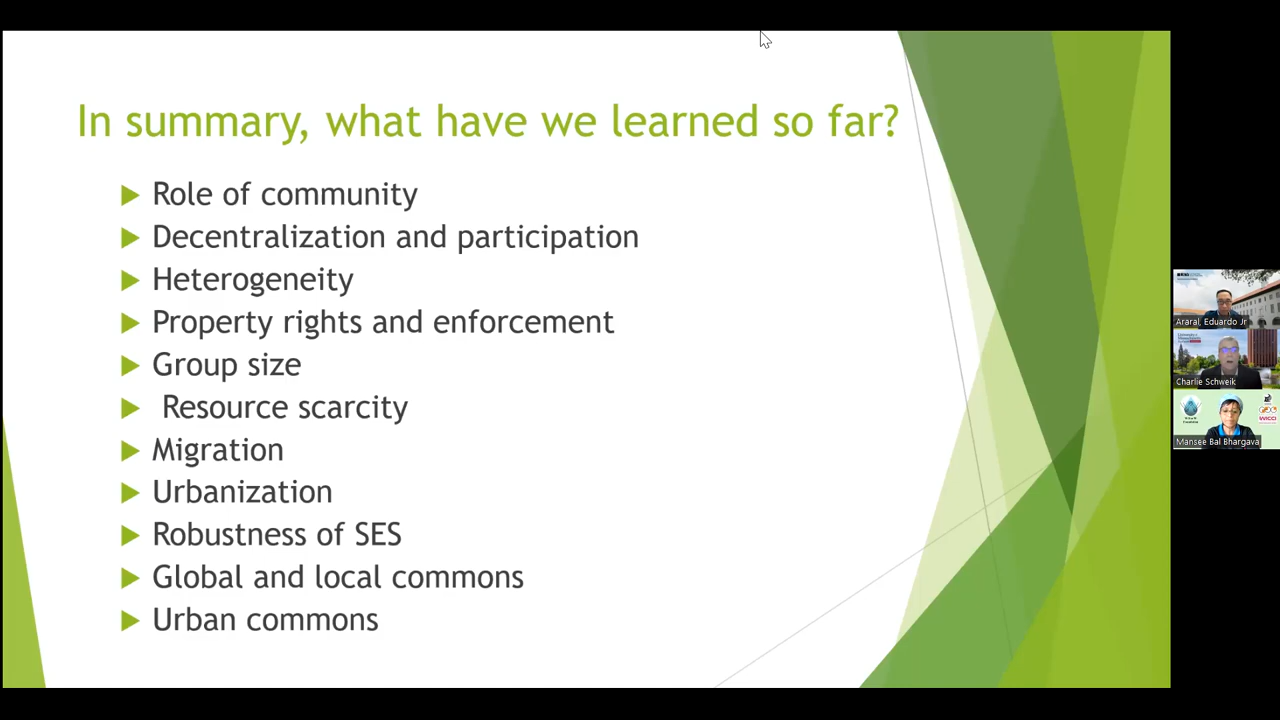 In summary, what have we learned so far?
Role of community
Decentralization and participation
Heterogeneity
Property rights and enforcement
Group size
Resource scarcity
Migration
Urbanization
Robustness of SES
Global and local commons
Urban commons
Araral, Eduardo Jr
Charlie Schweik
Mansee Bal Bhargava